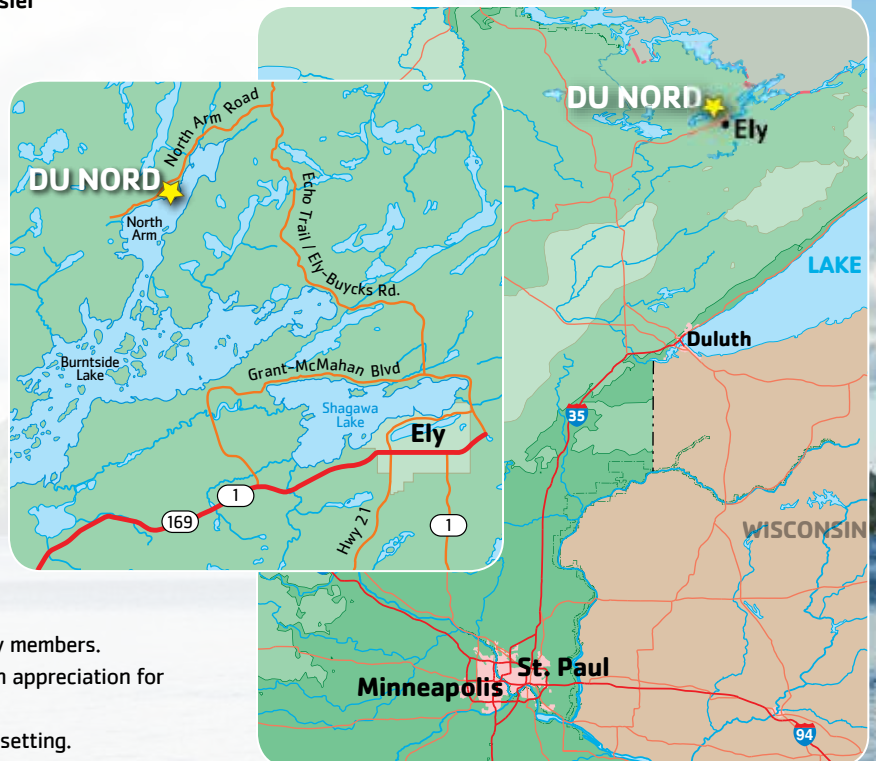 DU NORD
Ely
LAKE
Duluth
35
WISCONSIN
St. Paul
Minneapolis
94
North Arm Road
DU NORD
North
Arm
Echo Trail / Ely-Buycks Rd.
Burntside
Lake
Grant-McMahan Blvd
Shagawa
Lake
Ely
1
169
Hwy 21
1
members.
appreciation for
setting.